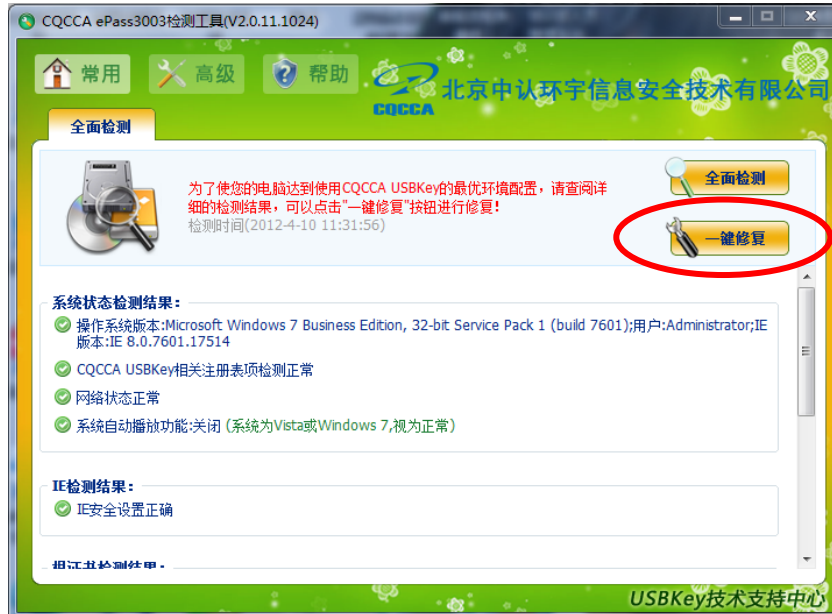 CQCCA ePass3003检测工具(V2.0.11.1024)
常用
高级
帮助
CQCCA
北京中认环宇信息安全技术有限公司
全面检测
为了使您的电脑达到使用CQCCA USBKey的最优环境配置，请查阅详
细的检测结果，可以点击"一键修复"按钮进行修复!
检测时间(2012-4-10 11:31:56)
全面检测
一键修复
系统状态检测结果：
操作系统版本:Microsoft Windows 7 Business Edition, 32-bit Service Pack 1 (build 7601);用户:Administrator;IE
版本:IE 8.0.7601.17514
CQCCA USBKey相关注册表项检测正常
网络状态正常
系统自动播放功能:关闭 (系统为Vista或Windows 7,视为正常)
IE检测结果：
IE安全设置正确
根证书检测结果：
USBKey技术支持中心